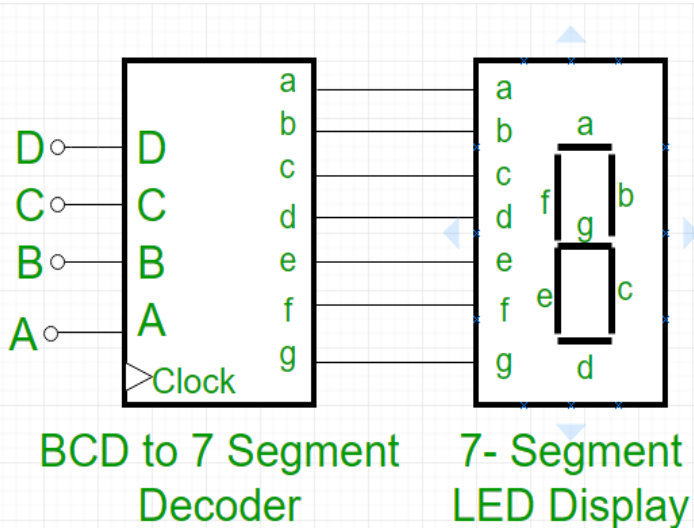 D
C
B
A
D
C
B
A
Clock
a
b
c
d
e
f
g
a
b
c
d
e
f
g
a
f
b
g
e
c
d
BCD to 7 Segment
Decoder
7- Segment
LED Display